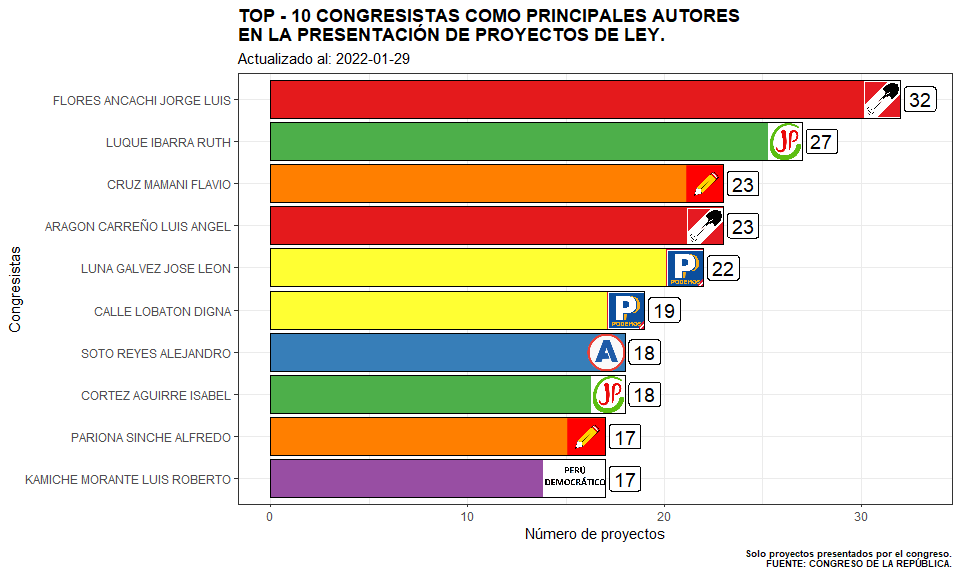 TOP - 10 CONGRESISTAS COMO PRINCIPALES AUTORES
EN LA PRESENTACIÓN DE PROYECTOS DE LEY.
Actualizado al: 2022-01-29
Congresistas
FLORES ANCACHI JORGE LUIS
32
LUQUE IBARRA RUTH
JP
27
CRUZ MAMANI FLAVIO
23
ARAGON CARREÑO LUIS ANGEL
23
LUNA GALVEZ JOSE LEON
P
PODEMOS
22
CALLE LOBATON DIGNA
P
PODEMOS
19
SOTO REYES ALEJANDRO
A
18
CORTEZ AGUIRRE ISABEL
JP
18
PARIONA SINCHE ALFREDO
17
KAMICHE MORANTE LUIS ROBERTO
PERÚ
DEMOCRÁTICO
17
0 10 20 30
Número de proyectos
Solo proyectos presentados por el congreso.
FUENTE: CONGRESO DE LA REPÚBLICA.